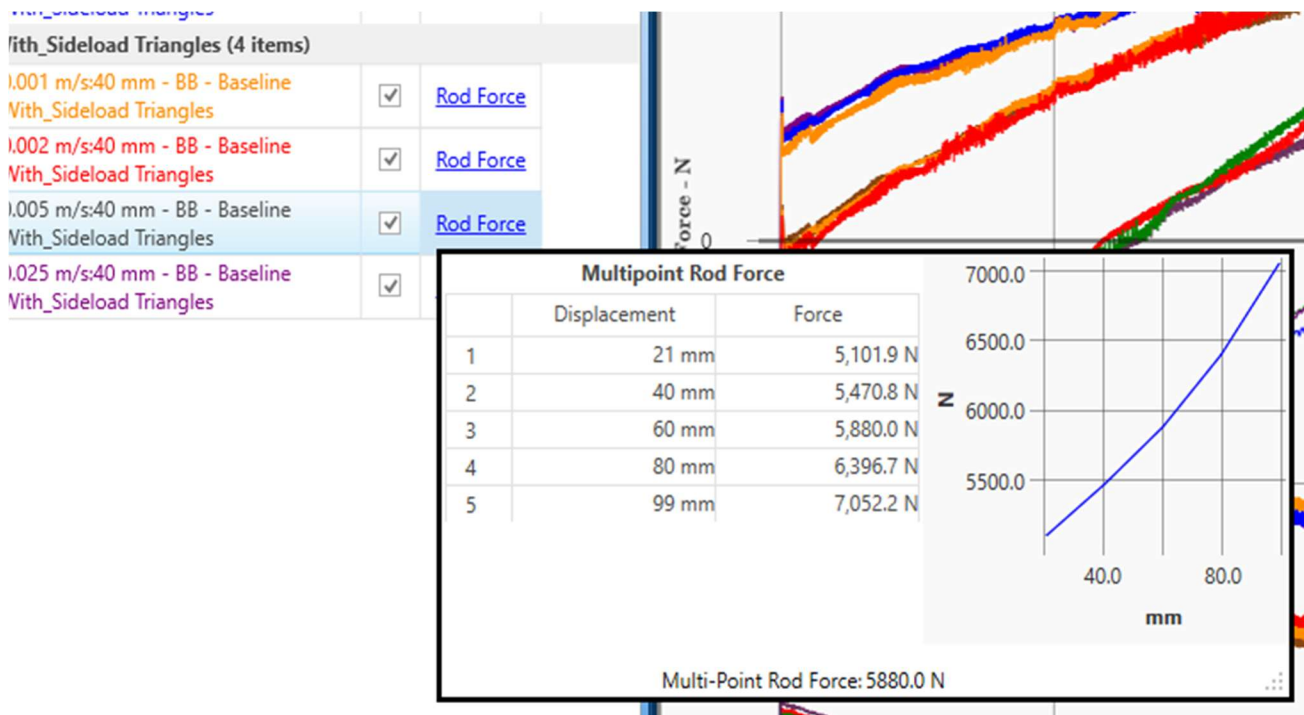 With_Sideload Triangles (4 items)
0.001 m/s:40 mm - BB - Baseline
With_Sideload Triangles
Rod Force
0.002 m/s:40 mm - BB - Baseline
With_Sideload Triangles
Rod Force
0.005 m/s:40 mm - BB - Baseline
With_Sideload Triangles
Rod Force
0.025 m/s:40 mm - BB - Baseline
With_Sideload Triangles
Force - N
0
Multipoint Rod Force
Displacement Force
1 21 mm 5,101.9 N
2 40 mm 5,470.8 N
3 60 mm 5,880.0 N
4 80 mm 6,396.7 N
5 99 mm 7,052.2 N
Multi-Point Rod Force: 5880.0 N
7000.0
6500.0
6000.0
5500.0
N
40.0 80.0
mm